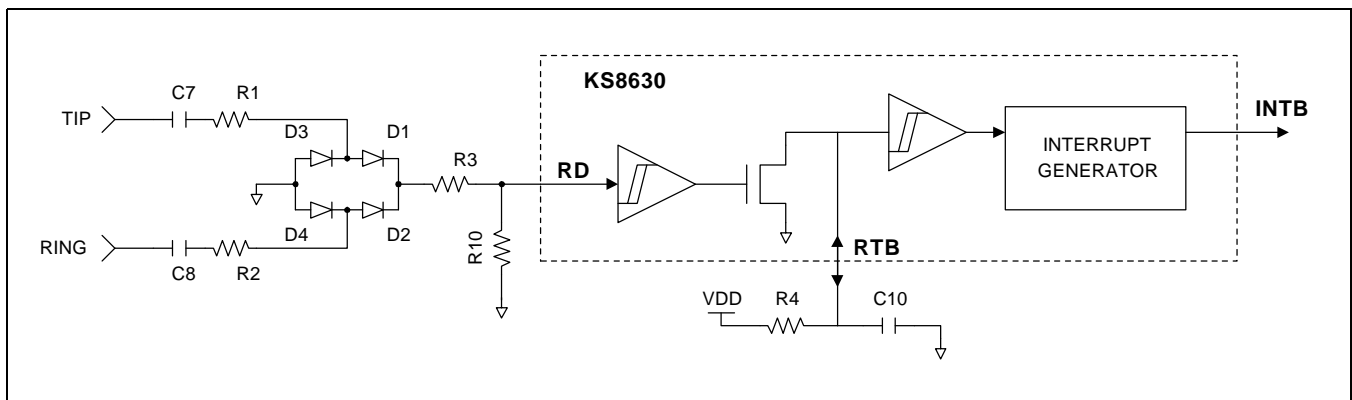 KS8630
C7 R1
INTB
TIP
D3 D1
INTERRUPT
GENERATOR
R3
RD
D4 D2
RING
C8 R2
R10
RTB
VDD R4 C10